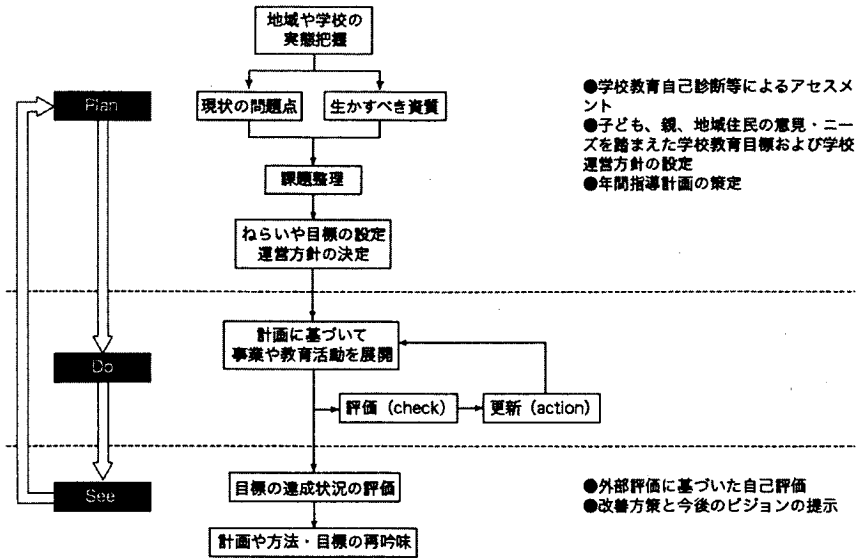 地域や学校の
実態把握
Plan
現状の問題点
生かすべき資質
●学校教育自己診断等によるアセスメ
ント
●子ども、親、地域住民の意見・ニー
ズを踏まえた学校教育目標および学校
運営方針の設定
●年間指導計画の策定
課題整理
ねらいや目標の設定
運営方針の決定
計画に基づいて
事業や教育活動を展開
Do
評価（check）
更新（action）
See
目標の達成状況の評価
●外部評価に基づいた自己評価
●改善方策と今後のビジョンの提示
計画や方法・目標の再吟味